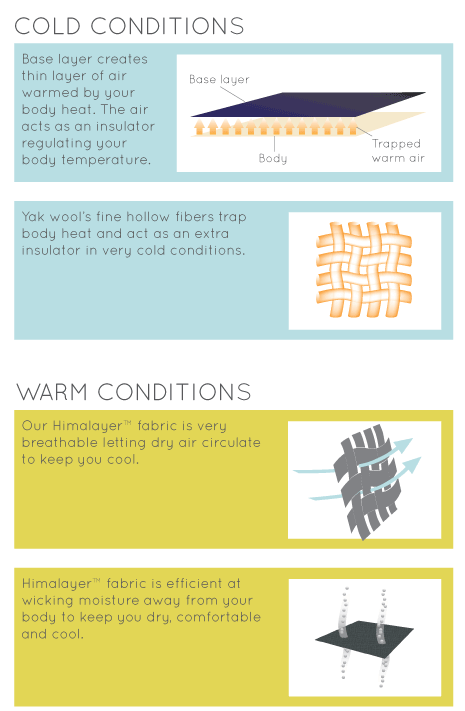 COLD CONDITIONS
Base layer creates
thin layer of air
warmed by your
body heat. The air
acts as an insulator
regulating your
body temperature.
Base layer
Trapped
warm air
Body
Yak wool's fine hollow fibers trap
body heat and act as an extra
insulator in very cold conditions.
WARM CONDITIONS
Our Himalayer™ fabric is very
breathable letting dry air circulate
to keep you cool.
Himalayer™ fabric is efficient at
wicking moisture away from your
body to keep you dry, comfortable
and cool.